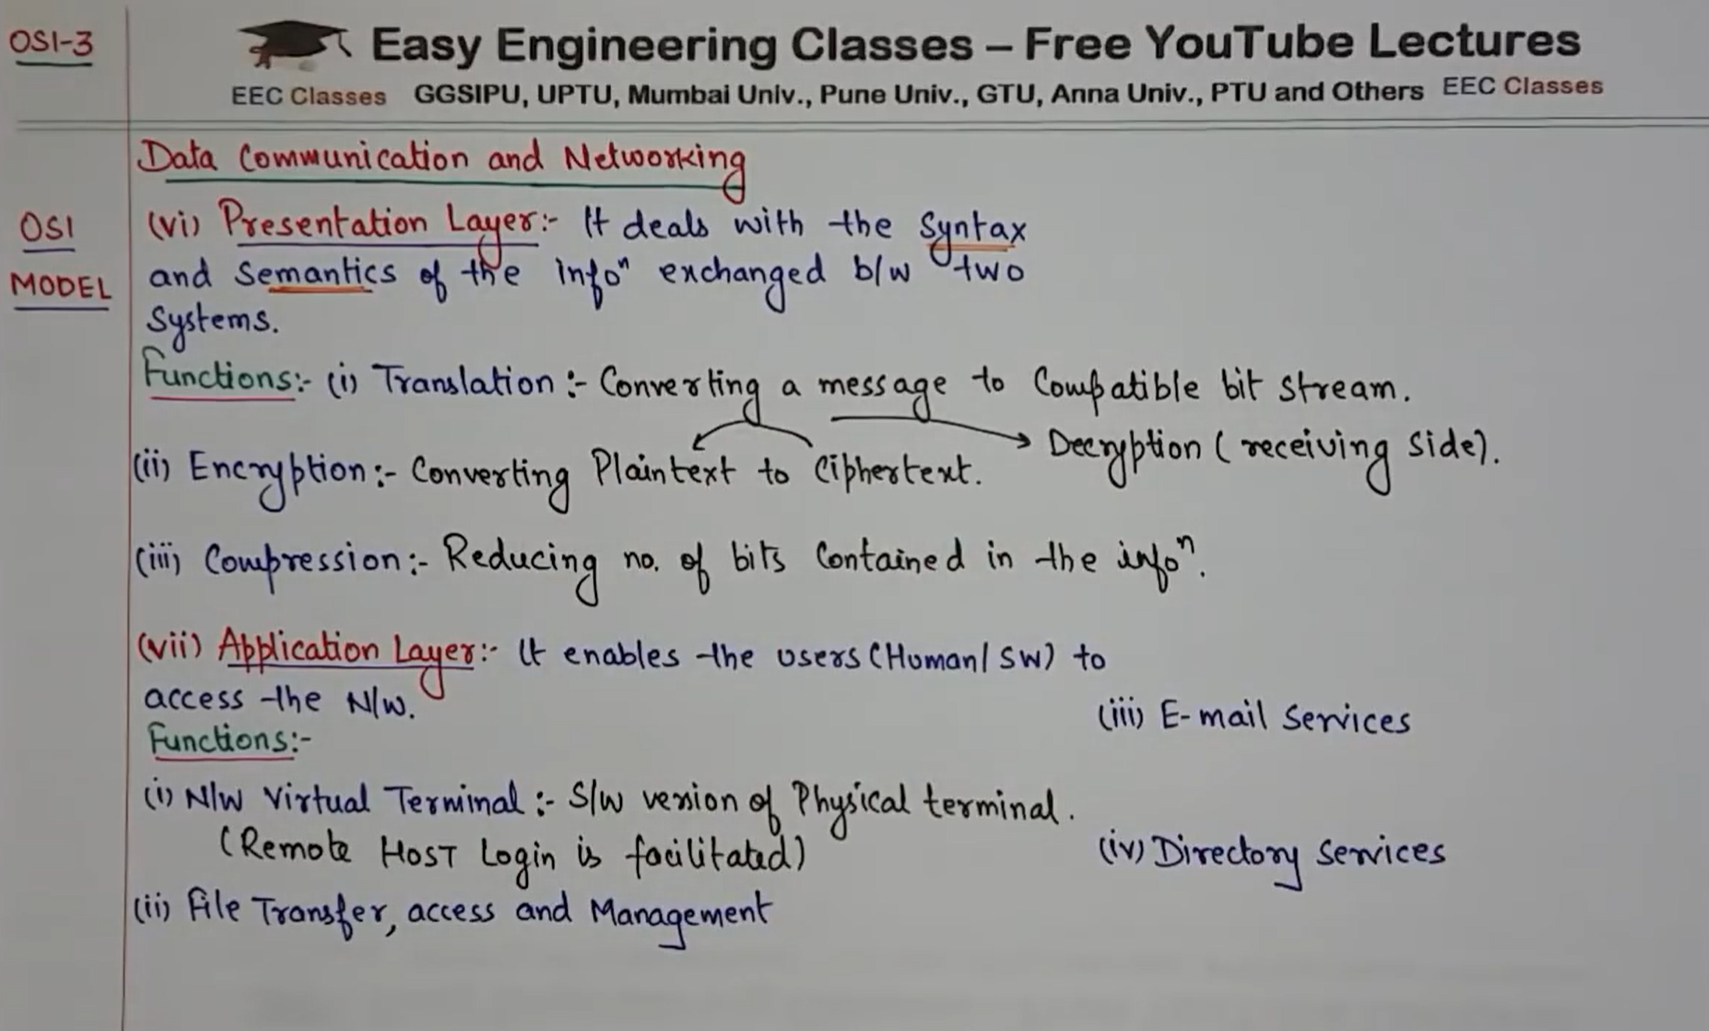 OSI-3
Easy Engineering Classes – Free YouTube Lectures
EEC Classes GGSIPU, UPTU, Mumbai Univ., Pune Univ., GTU, Anna Univ., PTU and Others EEC Classes
Data Communication and Networking
OSI
MODEL
(vi) Presentation Layer:- It deals with the Syntax
and Semantics of the infoⁿ exchanged b/w two
Systems.
Functions:- (i) Translation :- Converting a message to Compatible bit stream.
Decryption (receiving side).
(ii) Encryption:- Converting Plaintext to Ciphertext.
(iii) Compression:- Reducing no. of bits Contained in the infoⁿ.
(vii) Application Layer:- It enables the users (Human/SW) to
access the N/W.
(iii) E-mail Services
Functions:-
(i) N/W Virtual Terminal :- S/W version of Physical terminal.
(Remote HOST Login is facilitated)
(iv) Directory Services
(ii) File Transfer, access and Management